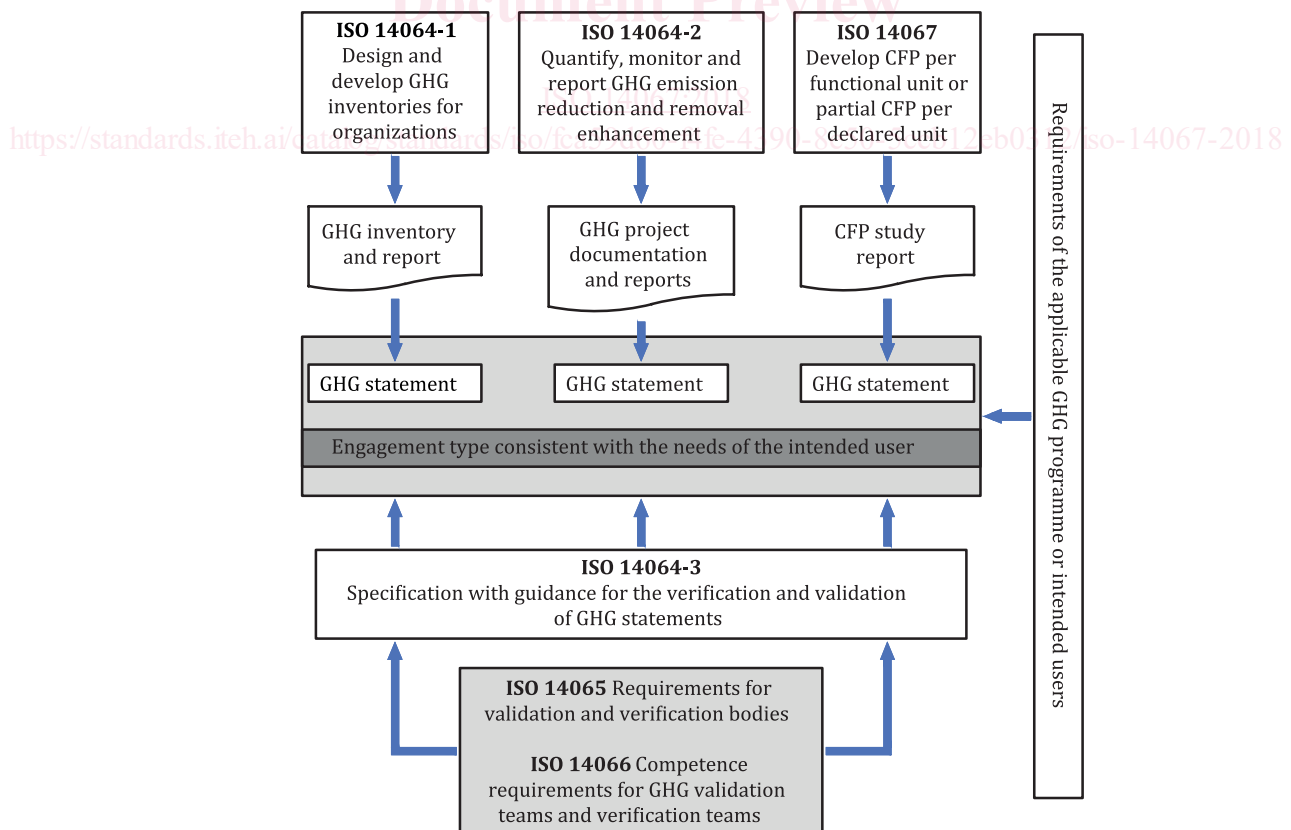 Document Preview
ISO 14064-1
Design and
develop GHG
inventories for
organizations
ISO 14064-2
Quantify, monitor and
report GHG emission
reduction and removal
enhancement
ISO 14067
Develop CFP per
functional unit or
partial CFP per
declared unit
ISO 14067:2018
GHG inventory
and report
GHG project
documentation
and reports
CFP study
report
GHG statement
GHG statement
GHG statement
Engagement type consistent with the needs of the intended user
Requirements of the applicable GHG programme or intended users
ISO 14064-3
Specification with guidance for the verification and validation
of GHG statements
ISO 14065 Requirements for
validation and verification bodies
ISO 14066 Competence
requirements for GHG validation
teams and verification teams